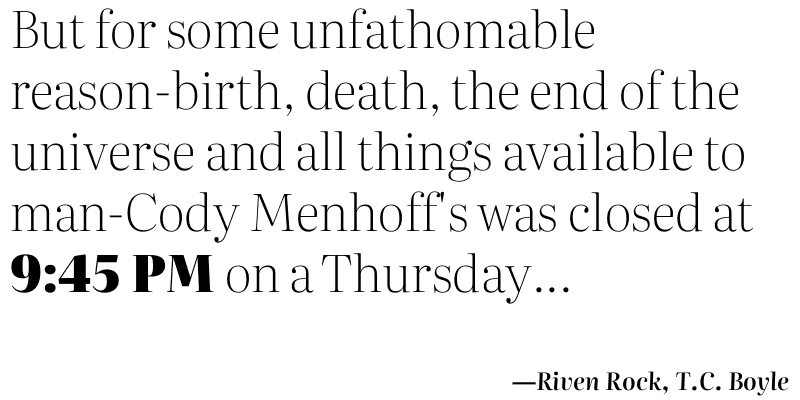 But for some unfathomable
reason-birth, death, the end of the
universe and all things available to
man-Cody Menhoff's was closed at
9:45 PM on a Thursday...
—Riven Rock, T.C. Boyle